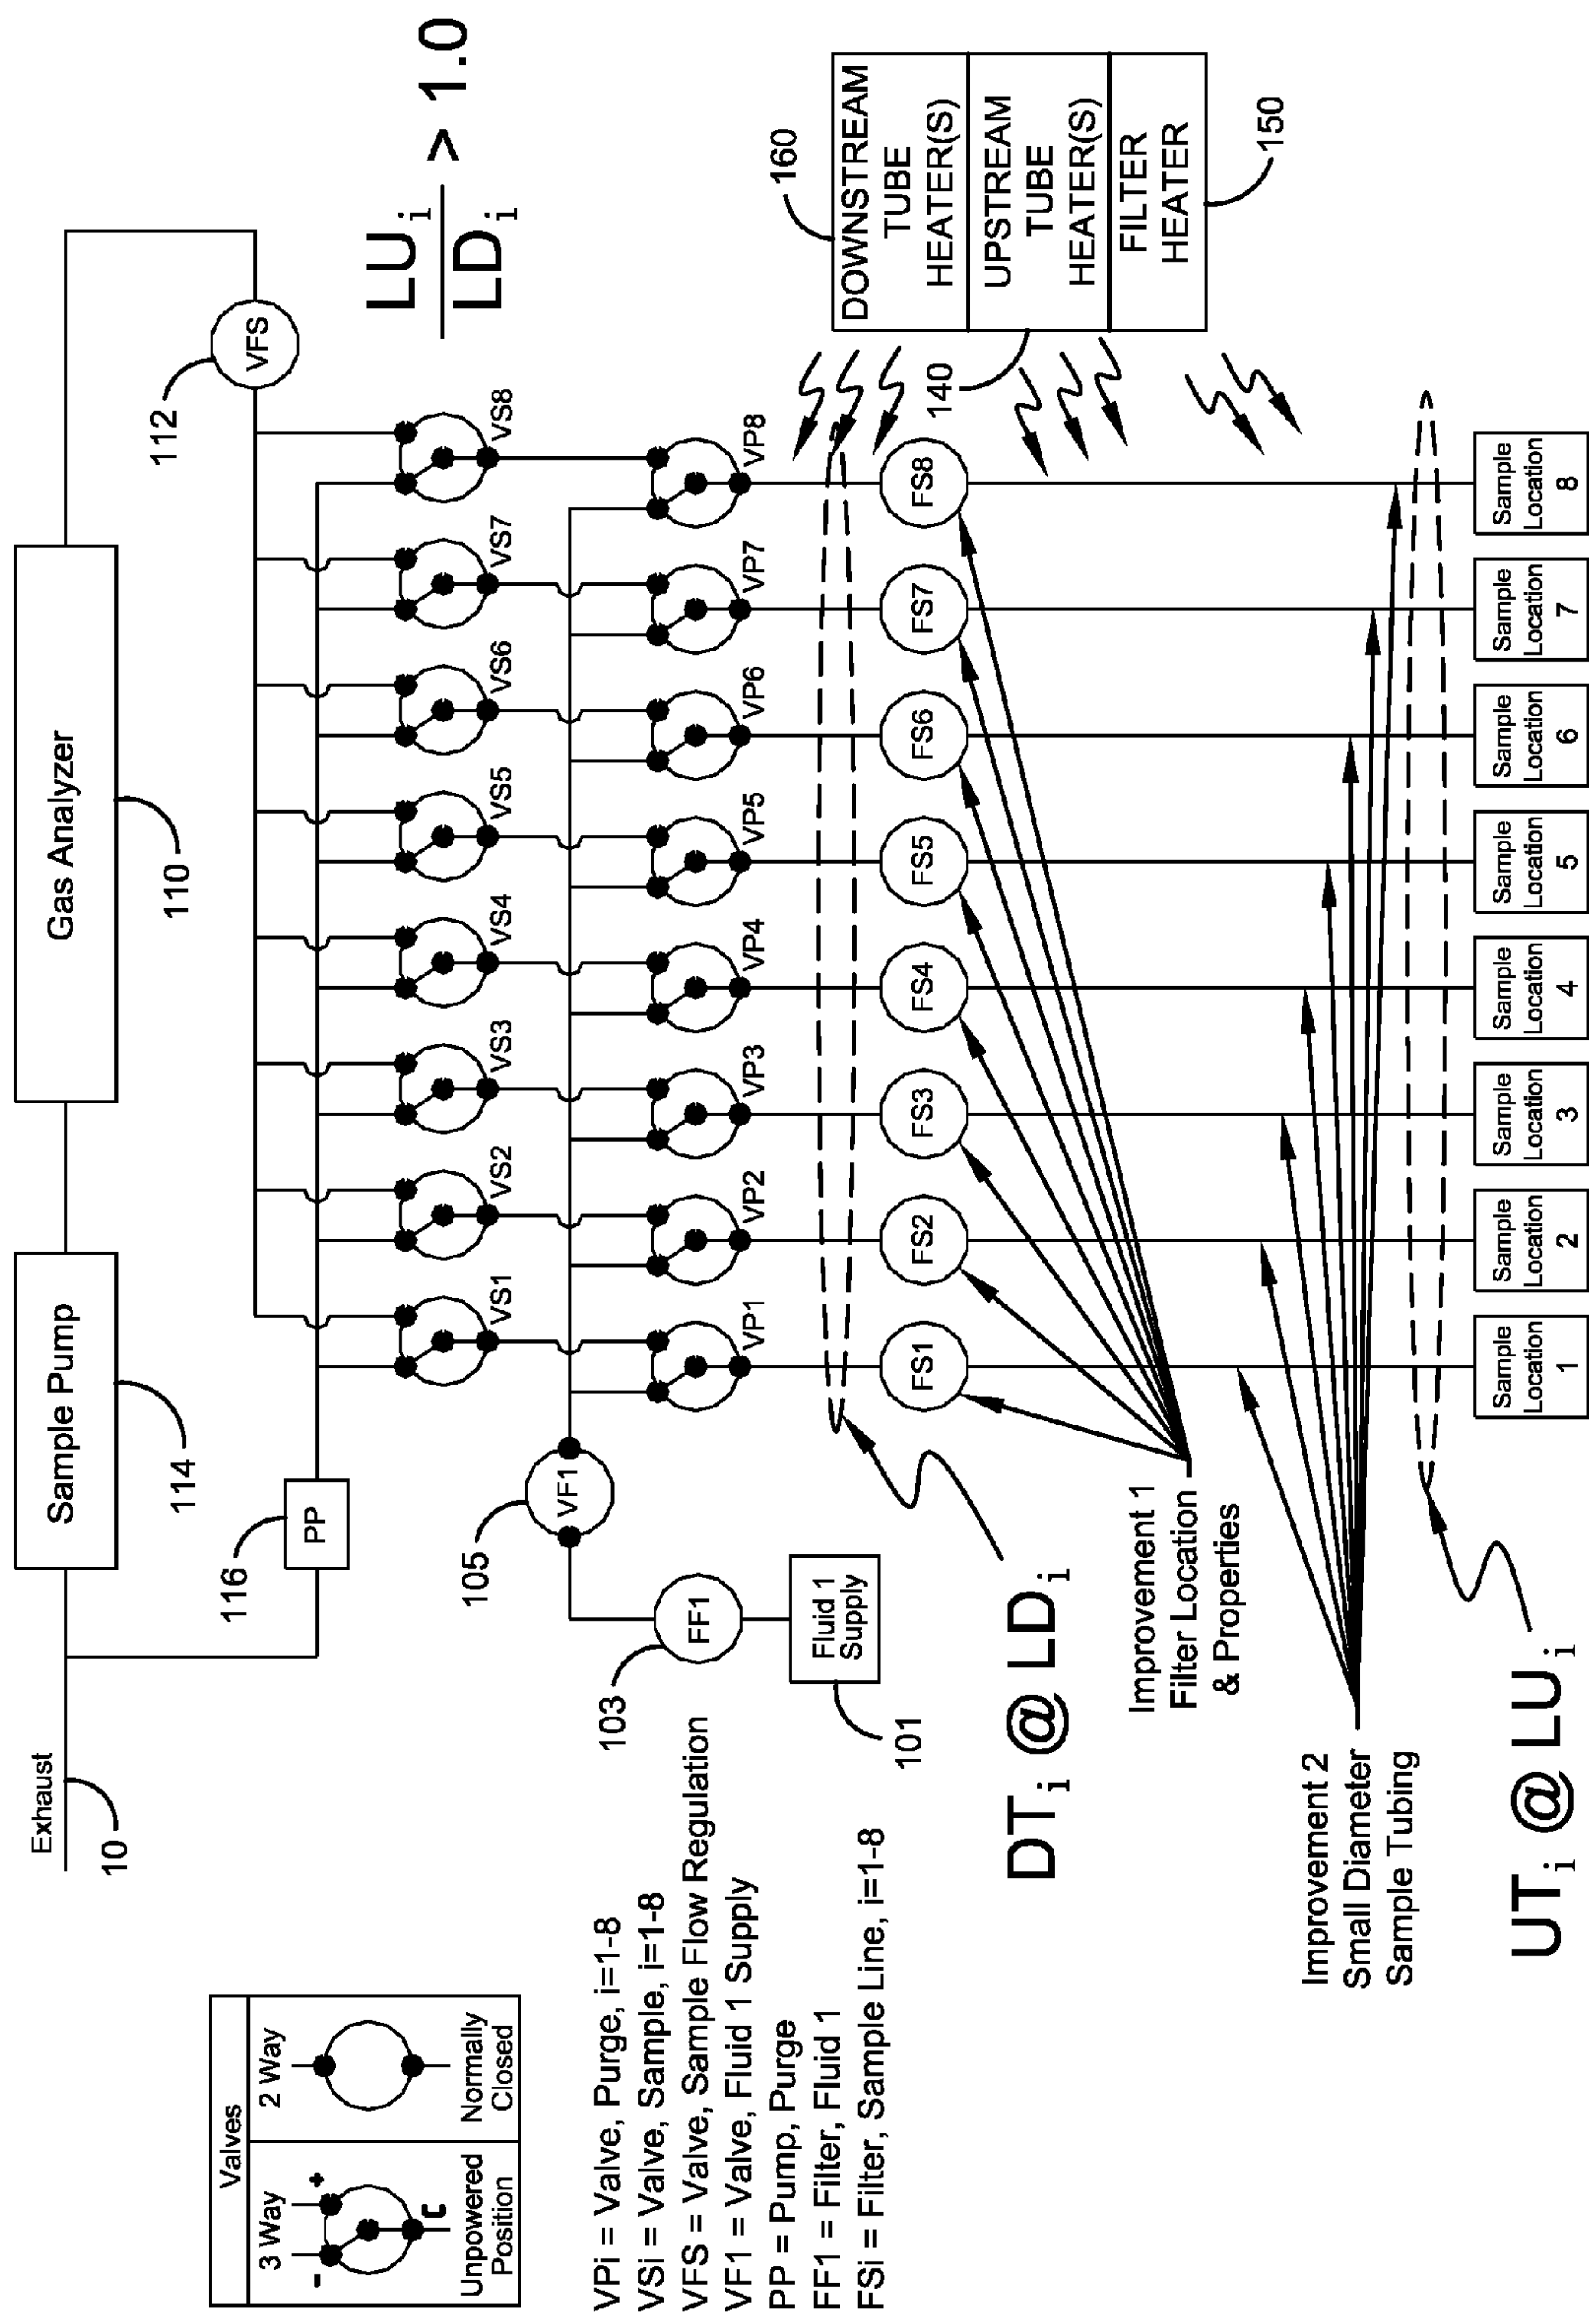 Exhaust
10
Sample Pump
114
Gas Analyzer
110
PP
116
VFS
112
LU i
LD i
> 1.0
Valves
3 Way
2 Way
-
+
C
Unpowered
Position
Normally
Closed
VS1
VS2
VS3
VS4
VS5
VS6
VS7
VS8
VF1
105
VP1
VP2
VP3
VP4
VP5
VP6
VP7
VP8
VPi = Valve, Purge, i=1-8
VSi = Valve, Sample, i=1-8
VFS = Valve, Sample Flow Regulation
VF1 = Valve, Fluid 1 Supply
PP = Pump, Purge
FF1 = Filter, Fluid 1
FSi = Filter, Sample Line, i=1-8
FF1
103
Fluid 1
Supply
101
FS1
FS2
FS3
FS4
FS5
FS6
FS7
FS8
160
DOWNSTREAM
TUBE
HEATER(S)
UPSTREAM
TUBE
HEATER(S)
FILTER
HEATER
140
150
DT i @ LD i
Improvement 1
Filter Location
& Properties
Improvement 2
Small Diameter
Sample Tubing
UT i @ LU i
Sample
Location
1
Sample
Location
2
Sample
Location
3
Sample
Location
4
Sample
Location
5
Sample
Location
6
Sample
Location
7
Sample
Location
8